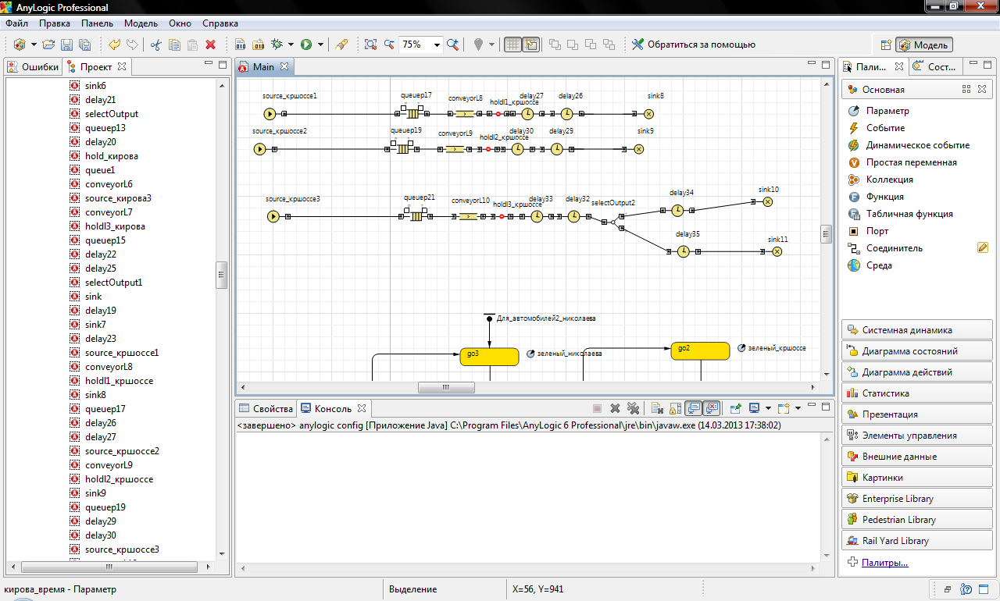 AnyLogic Professional
Файл Правка Панель Модель Окно Справка
75%
Обратиться за помощью
Модель
Ошибки
Проект
sink6
delay21
selectOutput
queuep13
delay20
hold_кирова
queue1
conveyorL6
source_кирова3
conveyorL7
holdl3_кирова
queuep15
delay22
delay25
selectOutput1
sink
delay19
sink7
delay23
source_кршоссе1
conveyorL8
holdl1_кршоссе
sink8
queuep17
delay26
delay27
source_кршоссе2
conveyorL9
holdl2_кршоссе
sink9
queuep19
delay29
delay30
source_кршоссе3
Main
source_кршоссе1
queuep17
conveyorL8
holdl1_кршоссе
delay27
delay26
sink8
source_кршоссе2
queuep19
conveyorL9
holdl2_кршоссе
delay30
delay29
sink9
source_кршоссе3
queuep21
conveyorL10
holdl3_кршоссе
delay33
delay32
selectOutput2
delay34
sink10
delay35
sink11
Для_автомобилей2_николаева
go3
зеленый_николаева
go2
зеленый_кршоссе
Свойства
Консоль
<завершено> anylogic config [Приложение Java] C:\Program Files\AnyLogic 6 Professional\jre\bin\javaw.exe (14.03.2013 17:38:02)
Пали...
Сост...
Основная
Параметр
Событие
Динамическое событие
Простая переменная
Коллекция
Функция
Табличная функция
Порт
Соединитель
Среда
Системная динамика
Диаграмма состояний
Диаграмма действий
Статистика
Презентация
Элементы управления
Внешние данные
Картинки
Enterprise Library
Pedestrian Library
Rail Yard Library
Палитры...
кирова_время - Параметр
Выделение
X=56, Y=941